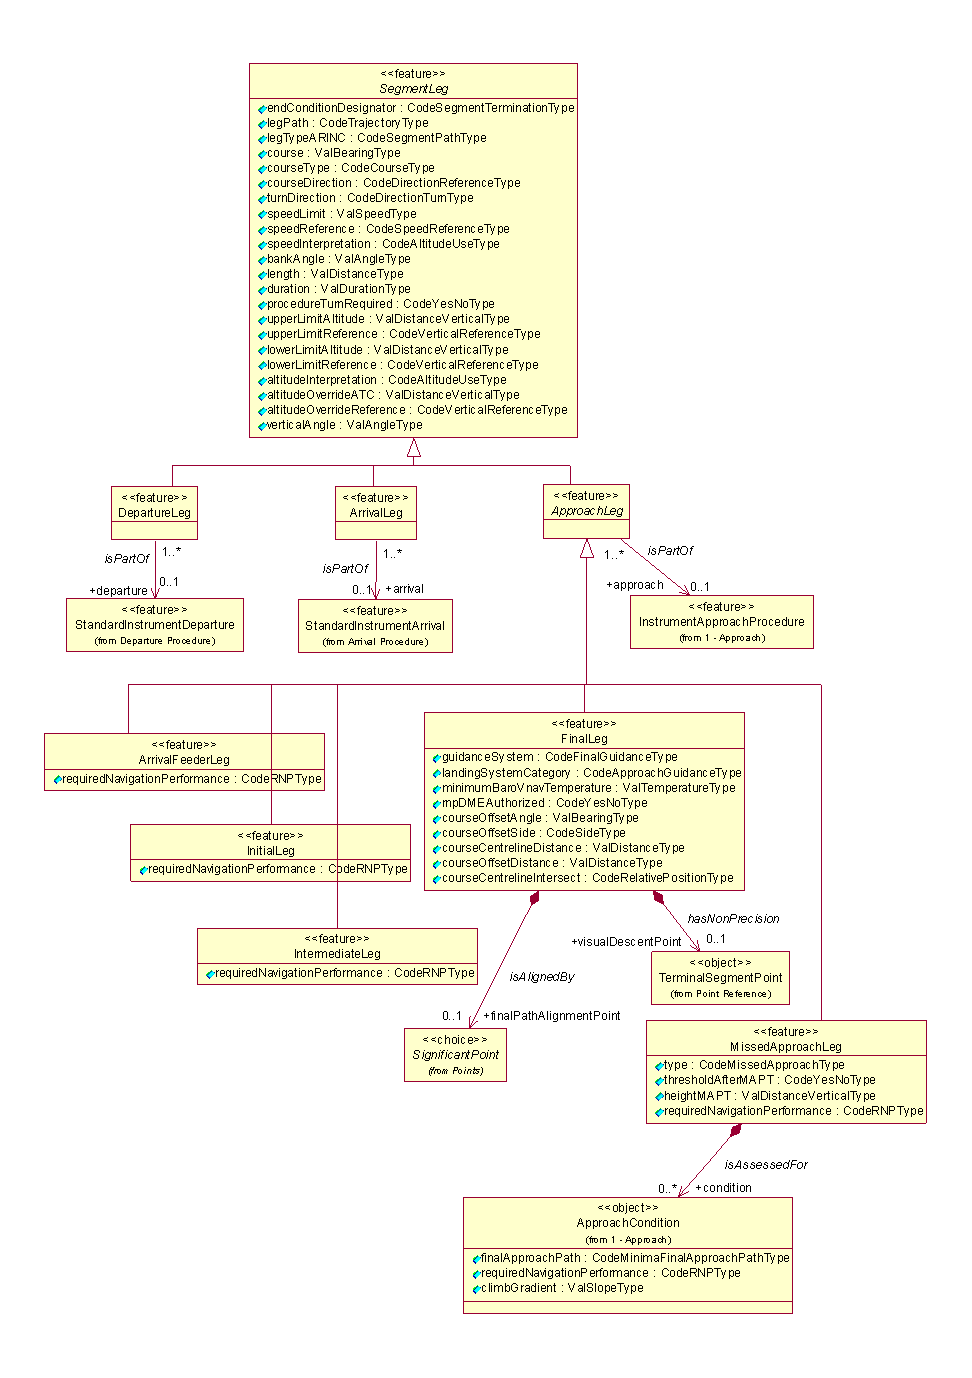 <<feature>>
SegmentLeg
endConditionDesignator : CodeSegmentTerminationType
legPath : CodeTrajectoryType
legTypeARINC : CodeSegmentPathType
course : ValBearingType
courseType : CodeCourseType
courseDirection : CodeDirectionReferenceType
turnDirection : CodeDirectionTurnType
speedLimit : ValSpeedType
speedReference : CodeSpeedReferenceType
speedInterpretation : CodeAltitudeUseType
bankAngle : ValAngleType
length : ValDistanceType
duration : ValDurationType
procedureTurnRequired : CodeYesNoType
upperLimitAltitude : ValDistanceVerticalType
upperLimitReference : CodeVerticalReferenceType
lowerLimitAltitude : ValDistanceVerticalType
lowerLimitReference : CodeVerticalReferenceType
altitudeInterpretation : CodeAltitudeUseType
altitudeOverrideATC : ValDistanceVerticalType
altitudeOverrideReference : CodeVerticalReferenceType
verticalAngle : ValAngleType
<<feature>>
DepartureLeg
<<feature>>
ArrivalLeg
<<feature>>
ApproachLeg
isPartOf
1..*
+departure
0..1
isPartOf
1..*
0..1
+arrival
1..*
isPartOf
+approach
0..1
<<feature>>
StandardInstrumentDeparture
(from Departure Procedure)
<<feature>>
StandardInstrumentArrival
(from Arrival Procedure)
<<feature>>
InstrumentApproachProcedure
(from 1 - Approach)
<<feature>>
ArrivalFeederLeg
requiredNavigationPerformance : CodeRNPType
<<feature>>
InitialLeg
requiredNavigationPerformance : CodeRNPType
<<feature>>
IntermediateLeg
requiredNavigationPerformance : CodeRNPType
<<feature>>
FinalLeg
guidanceSystem : CodeFinalGuidanceType
landingSystemCategory : CodeApproachGuidanceType
minimumBaroVnavTemperature : ValTemperatureType
rnpDMEAuthorized : CodeYesNoType
courseOffsetAngle : ValBearingType
courseOffsetSide : CodeSideType
courseCentrelineDistance : ValDistanceType
courseOffsetDistance : ValDistanceType
courseCentrelineIntersect : CodeRelativePositionType
hasNonPrecision
+visualDescentPoint
0..1
isAlignedBy
0..1
+finalPathAlignmentPoint
<<object>>
TerminalSegmentPoint
(from Point Reference)
<<choice>>
SignificantPoint
(from Points)
<<feature>>
MissedApproachLeg
type : CodeMissedApproachType
thresholdAfterMAPT : CodeYesNoType
heightMAPT : ValDistanceVerticalType
requiredNavigationPerformance : CodeRNPType
isAssessedFor
0..*
+condition
<<object>>
ApproachCondition
(from 1 - Approach)
finalApproachPath : CodeMinimaFinalApproachPathType
requiredNavigationPerformance : CodeRNPType
climbGradient : ValSlopeType